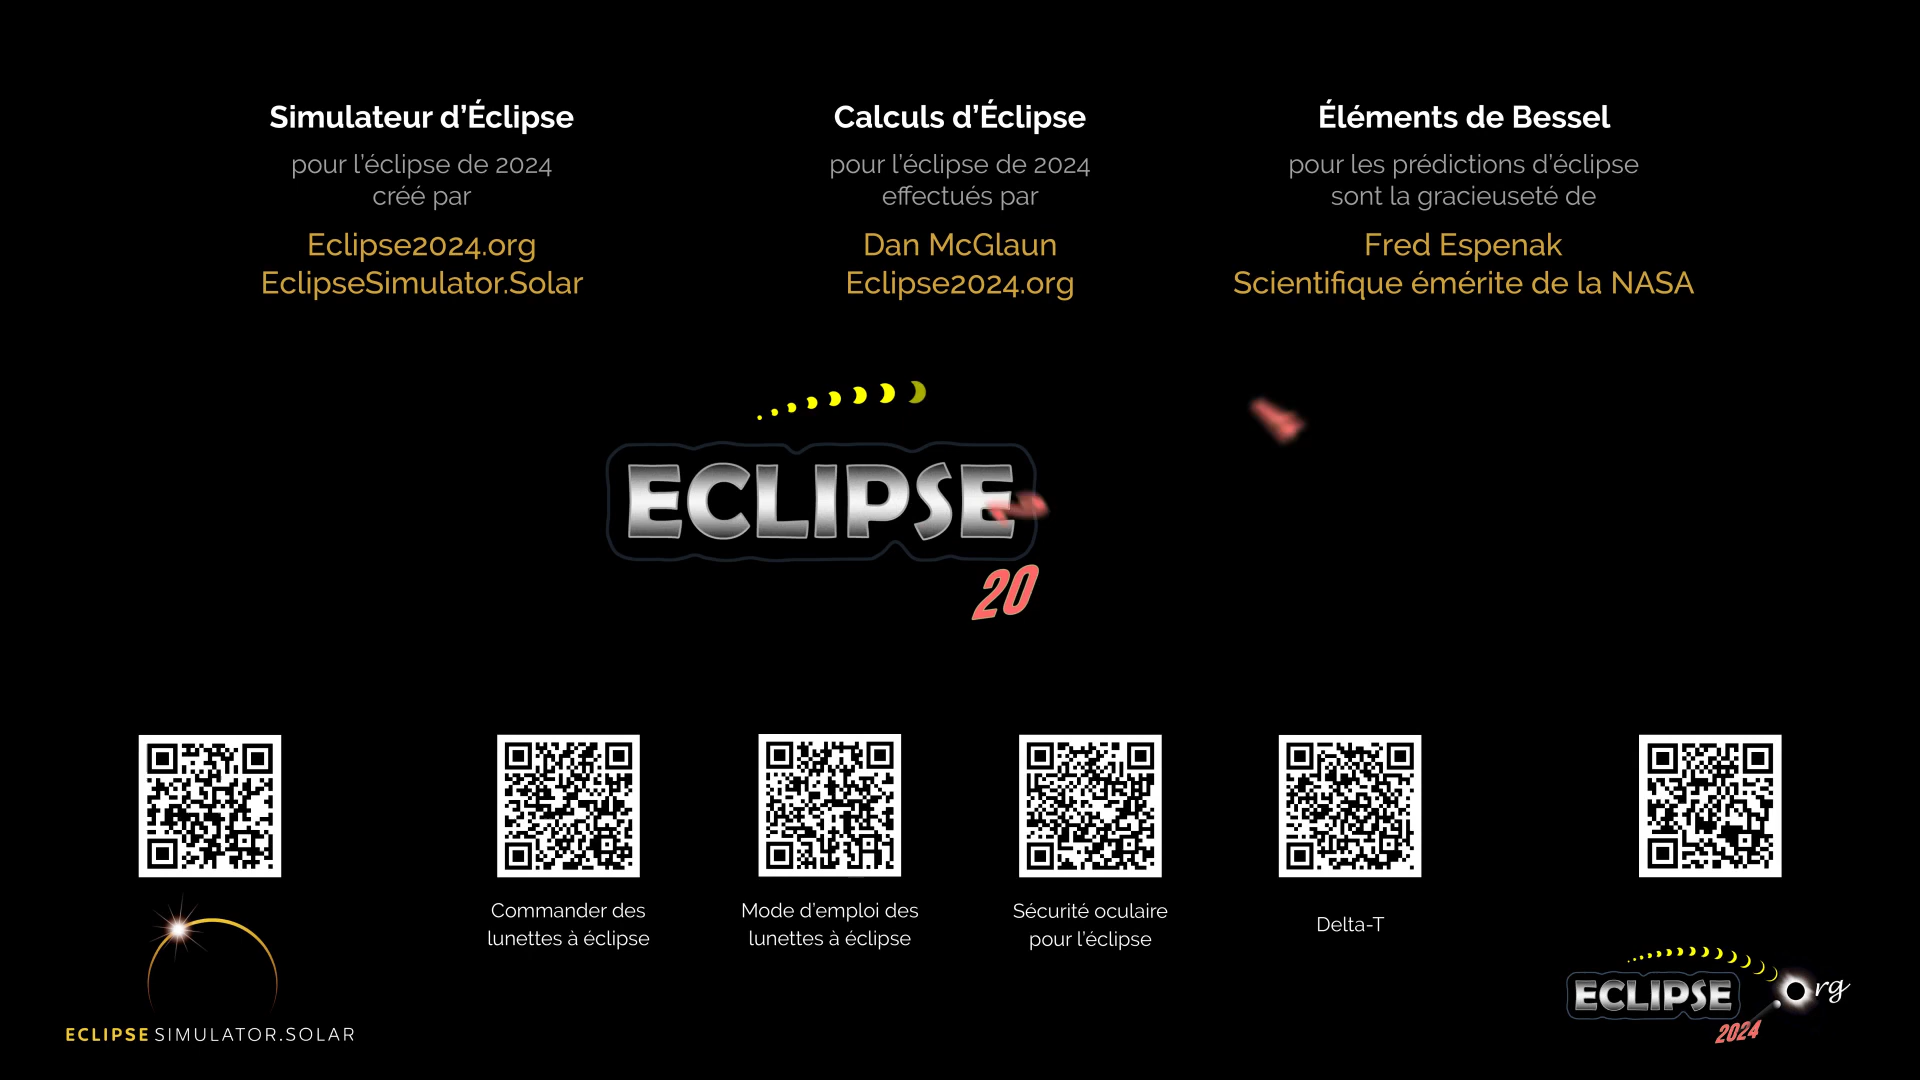 Simulateur d'Éclipse
pour l'éclipse de 2024
créé par
Eclipse2024.org
EclipseSimulator.Solar
Calculs d'Éclipse
pour l'éclipse de 2024
effectués par
Dan McGlaun
Eclipse2024.org
Éléments de Bessel
pour les prédictions d'éclipse
sont la gracieuseté de
Fred Espenak
Scientifique émérite de la NASA
ECLIPSE
20
Commander des
lunettes à éclipse
Mode d'emploi des
lunettes à éclipse
Sécurité oculaire
pour l'éclipse
Delta-T
ECLIPSESIMULATOR.SOLAR
ECLIPSE rg
2024